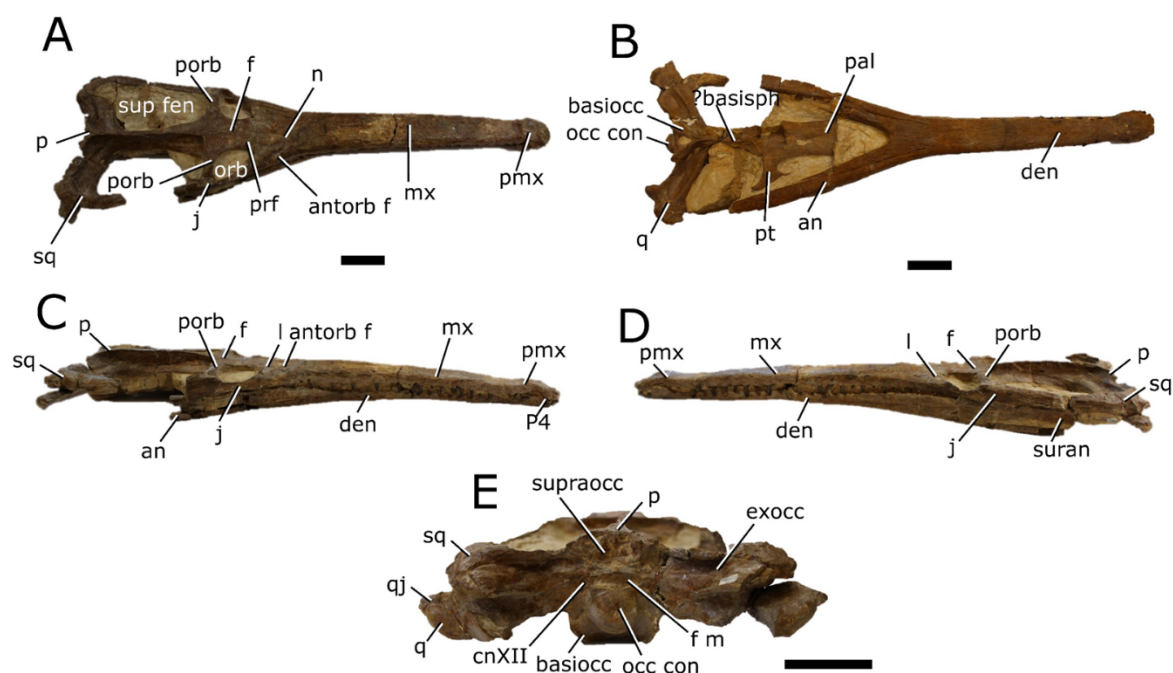 A
porb
f
n
sup fen
p
porb
orb
j
prf
antorb f
mx
pmx
sq
B
pal
?basisph
basiocc
occ con
den
q
pt
an
C
porb
p
f
l
antorb f
mx
pmx
sq
an
j
den
P4
D
pmx
mx
l
f
porb
p
sq
den
j
suran
E
supraocc
p
exocc
sq
qj
q
cnXII
basiocc
occ con
f m